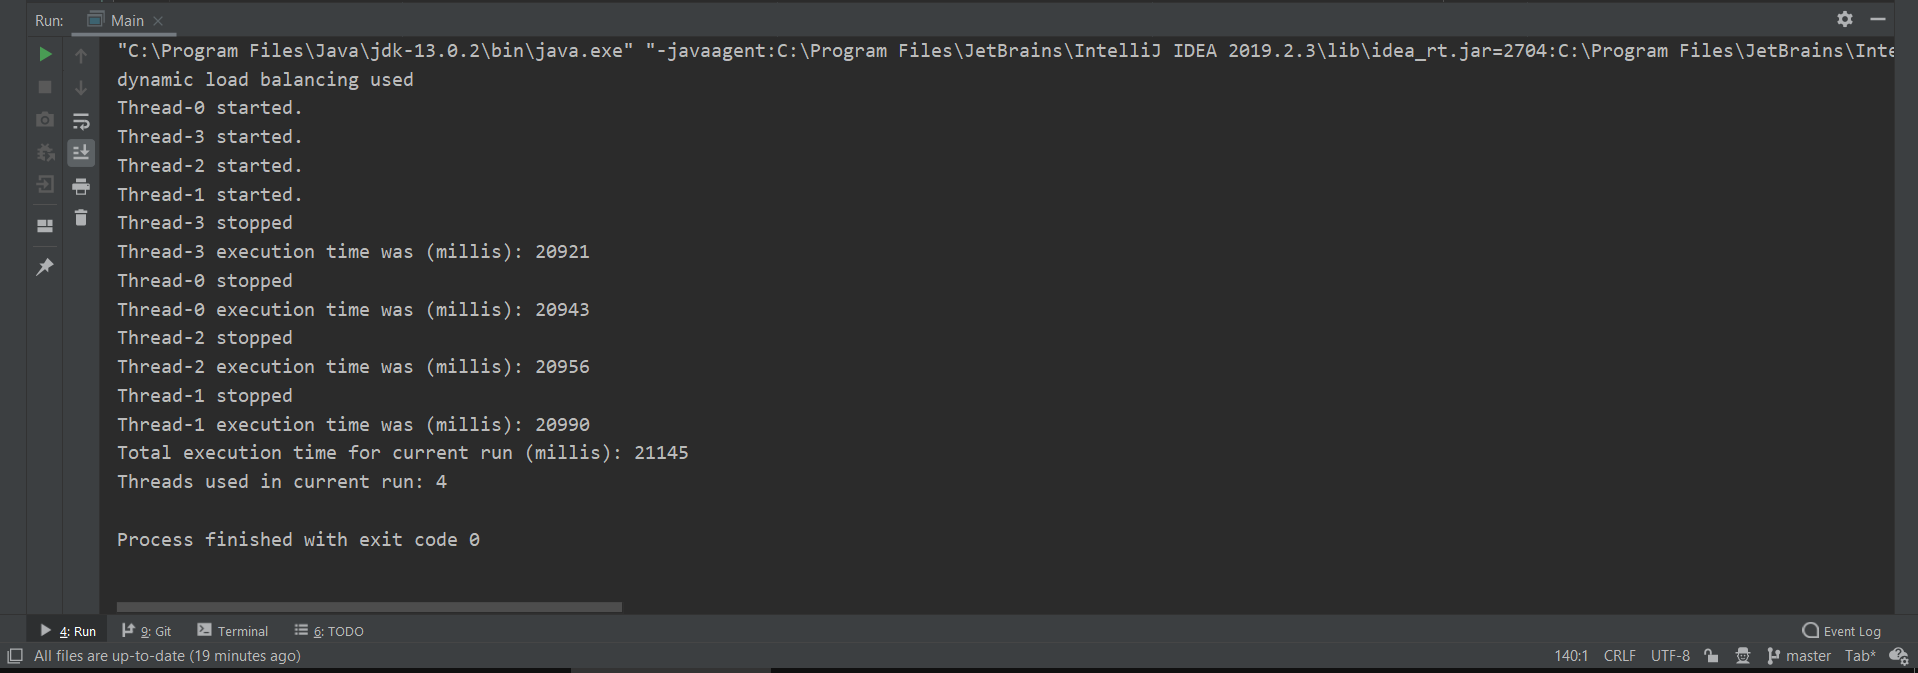 Run: Main
"C:\Program Files\Java\jdk-13.0.2\bin\java.exe" "-javaagent:C:\Program Files\JetBrains\IntelliJ IDEA 2019.2.3\lib\idea_rt.jar=2704:C:\Program Files\JetBrains\Inte
dynamic load balancing used
Thread-0 started.
Thread-3 started.
Thread-2 started.
Thread-1 started.
Thread-3 stopped
Thread-3 execution time was (millis): 20921
Thread-0 stopped
Thread-0 execution time was (millis): 20943
Thread-2 stopped
Thread-2 execution time was (millis): 20956
Thread-1 stopped
Thread-1 execution time was (millis): 20990
Total execution time for current run (millis): 21145
Threads used in current run: 4
Process finished with exit code 0
4: Run 9: Git Terminal 6: TODO Event Log
All files are up-to-date (19 minutes ago) 140:1 CRLF UTF-8 master Tab*